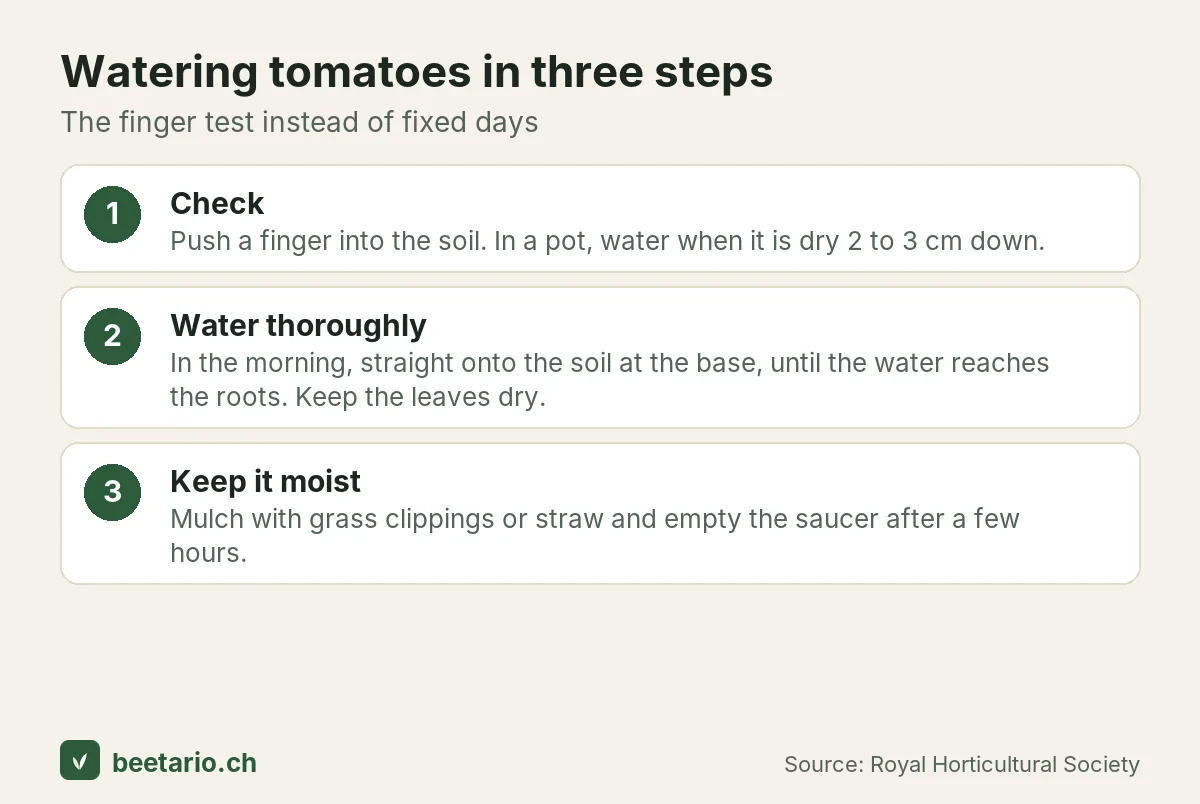 Watering tomatoes in three steps
The finger test instead of fixed days
1
Check
Push a finger into the soil. In a pot, water when it is dry 2 to 3 cm down.
2
Water thoroughly
In the morning, straight onto the soil at the base, until the water reaches
the roots. Keep the leaves dry.
3
Keep it moist
Mulch with grass clippings or straw and empty the saucer after a few
hours.
beetario.ch
Source: Royal Horticultural Society